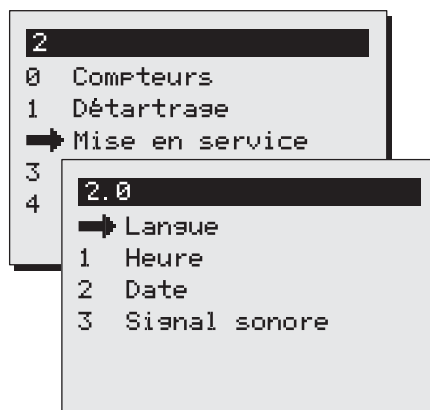 2
0 Compteurs
1 Détartrage
Mise en service
3
4
2.0
Langue
1 Heure
2 Date
3 Signal sonore